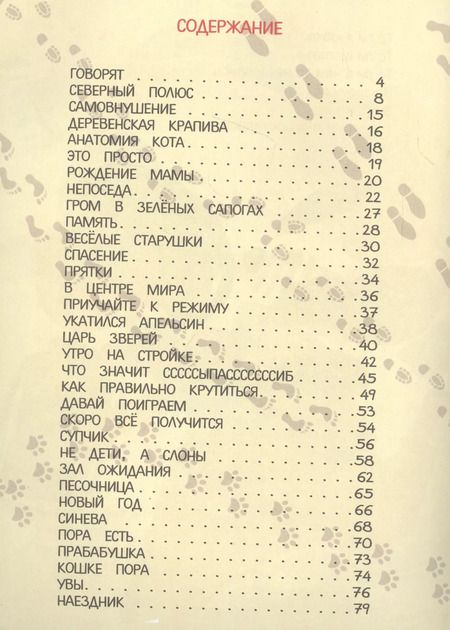 СОДЕРЖАНИЕ
ГОВОРЯТ . . . . . . . . . . . . . . . . . . . 4
СЕВЕРНЫЙ ПОЛЮС . . . . . . . . . . . . . . . 8
САМОВНУШЕНИЕ . . . . . . . . . . . . . . . . 15
ДЕРЕВЕНСКАЯ КРАПИВА . . . . . . . . . . . . . 16
АНАТОМИЯ КОТА . . . . . . . . . . . . . . . . 18
ЭТО ПРОСТО . . . . . . . . . . . . . . . . . 19
РОЖДЕНИЕ МАМЫ . . . . . . . . . . . . . . . . 20
НЕПОСЕДА . . . . . . . . . . . . . . . . . . 22
ГРОМ В ЗЕЛЁНЫХ САПОГАХ . . . . . . . . . . . 27
ПАМЯТЬ . . . . . . . . . . . . . . . . . . . 28
ВЕСЁЛЫЕ СТАРУШКИ . . . . . . . . . . . . . . 30
СПАСЕНИЕ . . . . . . . . . . . . . . . . . . 32
ПРЯТКИ . . . . . . . . . . . . . . . . . . . 34
В ЦЕНТРЕ МИРА . . . . . . . . . . . . . . . . 36
ПРИУЧАЙТЕ К РЕЖИМУ . . . . . . . . . . . . . 37
УКАТИЛСЯ АПЕЛЬСИН . . . . . . . . . . . . . . 38
ЦАРЬ ЗВЕРЕЙ . . . . . . . . . . . . . . . . . 40
УТРО НА СТРОЙКЕ . . . . . . . . . . . . . . . 42
ЧТО ЗНАЧИТ СССССЫПАСССССССИБ . . . . . . . . 45
КАК ПРАВИЛЬНО КРУТИТЬСЯ . . . . . . . . . . . 49
ДАВАЙ ПОИГРАЕМ . . . . . . . . . . . . . . . 53
СКОРО ВСЁ ПОЛУЧИТСЯ . . . . . . . . . . . . . 54
СУПЧИК . . . . . . . . . . . . . . . . . . . 56
НЕ ДЕТИ, А СЛОНЫ . . . . . . . . . . . . . . 58
ЗАЛ ОЖИДАНИЯ . . . . . . . . . . . . . . . . 62
ПЕСОЧНИЦА . . . . . . . . . . . . . . . . . . 65
НОВЫЙ ГОД . . . . . . . . . . . . . . . . . . 66
СИНЕВА . . . . . . . . . . . . . . . . . . . 68
ПОРА ЕСТЬ . . . . . . . . . . . . . . . . . . 70
ПРАБАБУШКА . . . . . . . . . . . . . . . . . 73
КОШКЕ ПОРА . . . . . . . . . . . . . . . . . 74
УВЫ . . . . . . . . . . . . . . . . . . . . . 76
НАЕЗДНИК . . . . . . . . . . . . . . . . . . 79